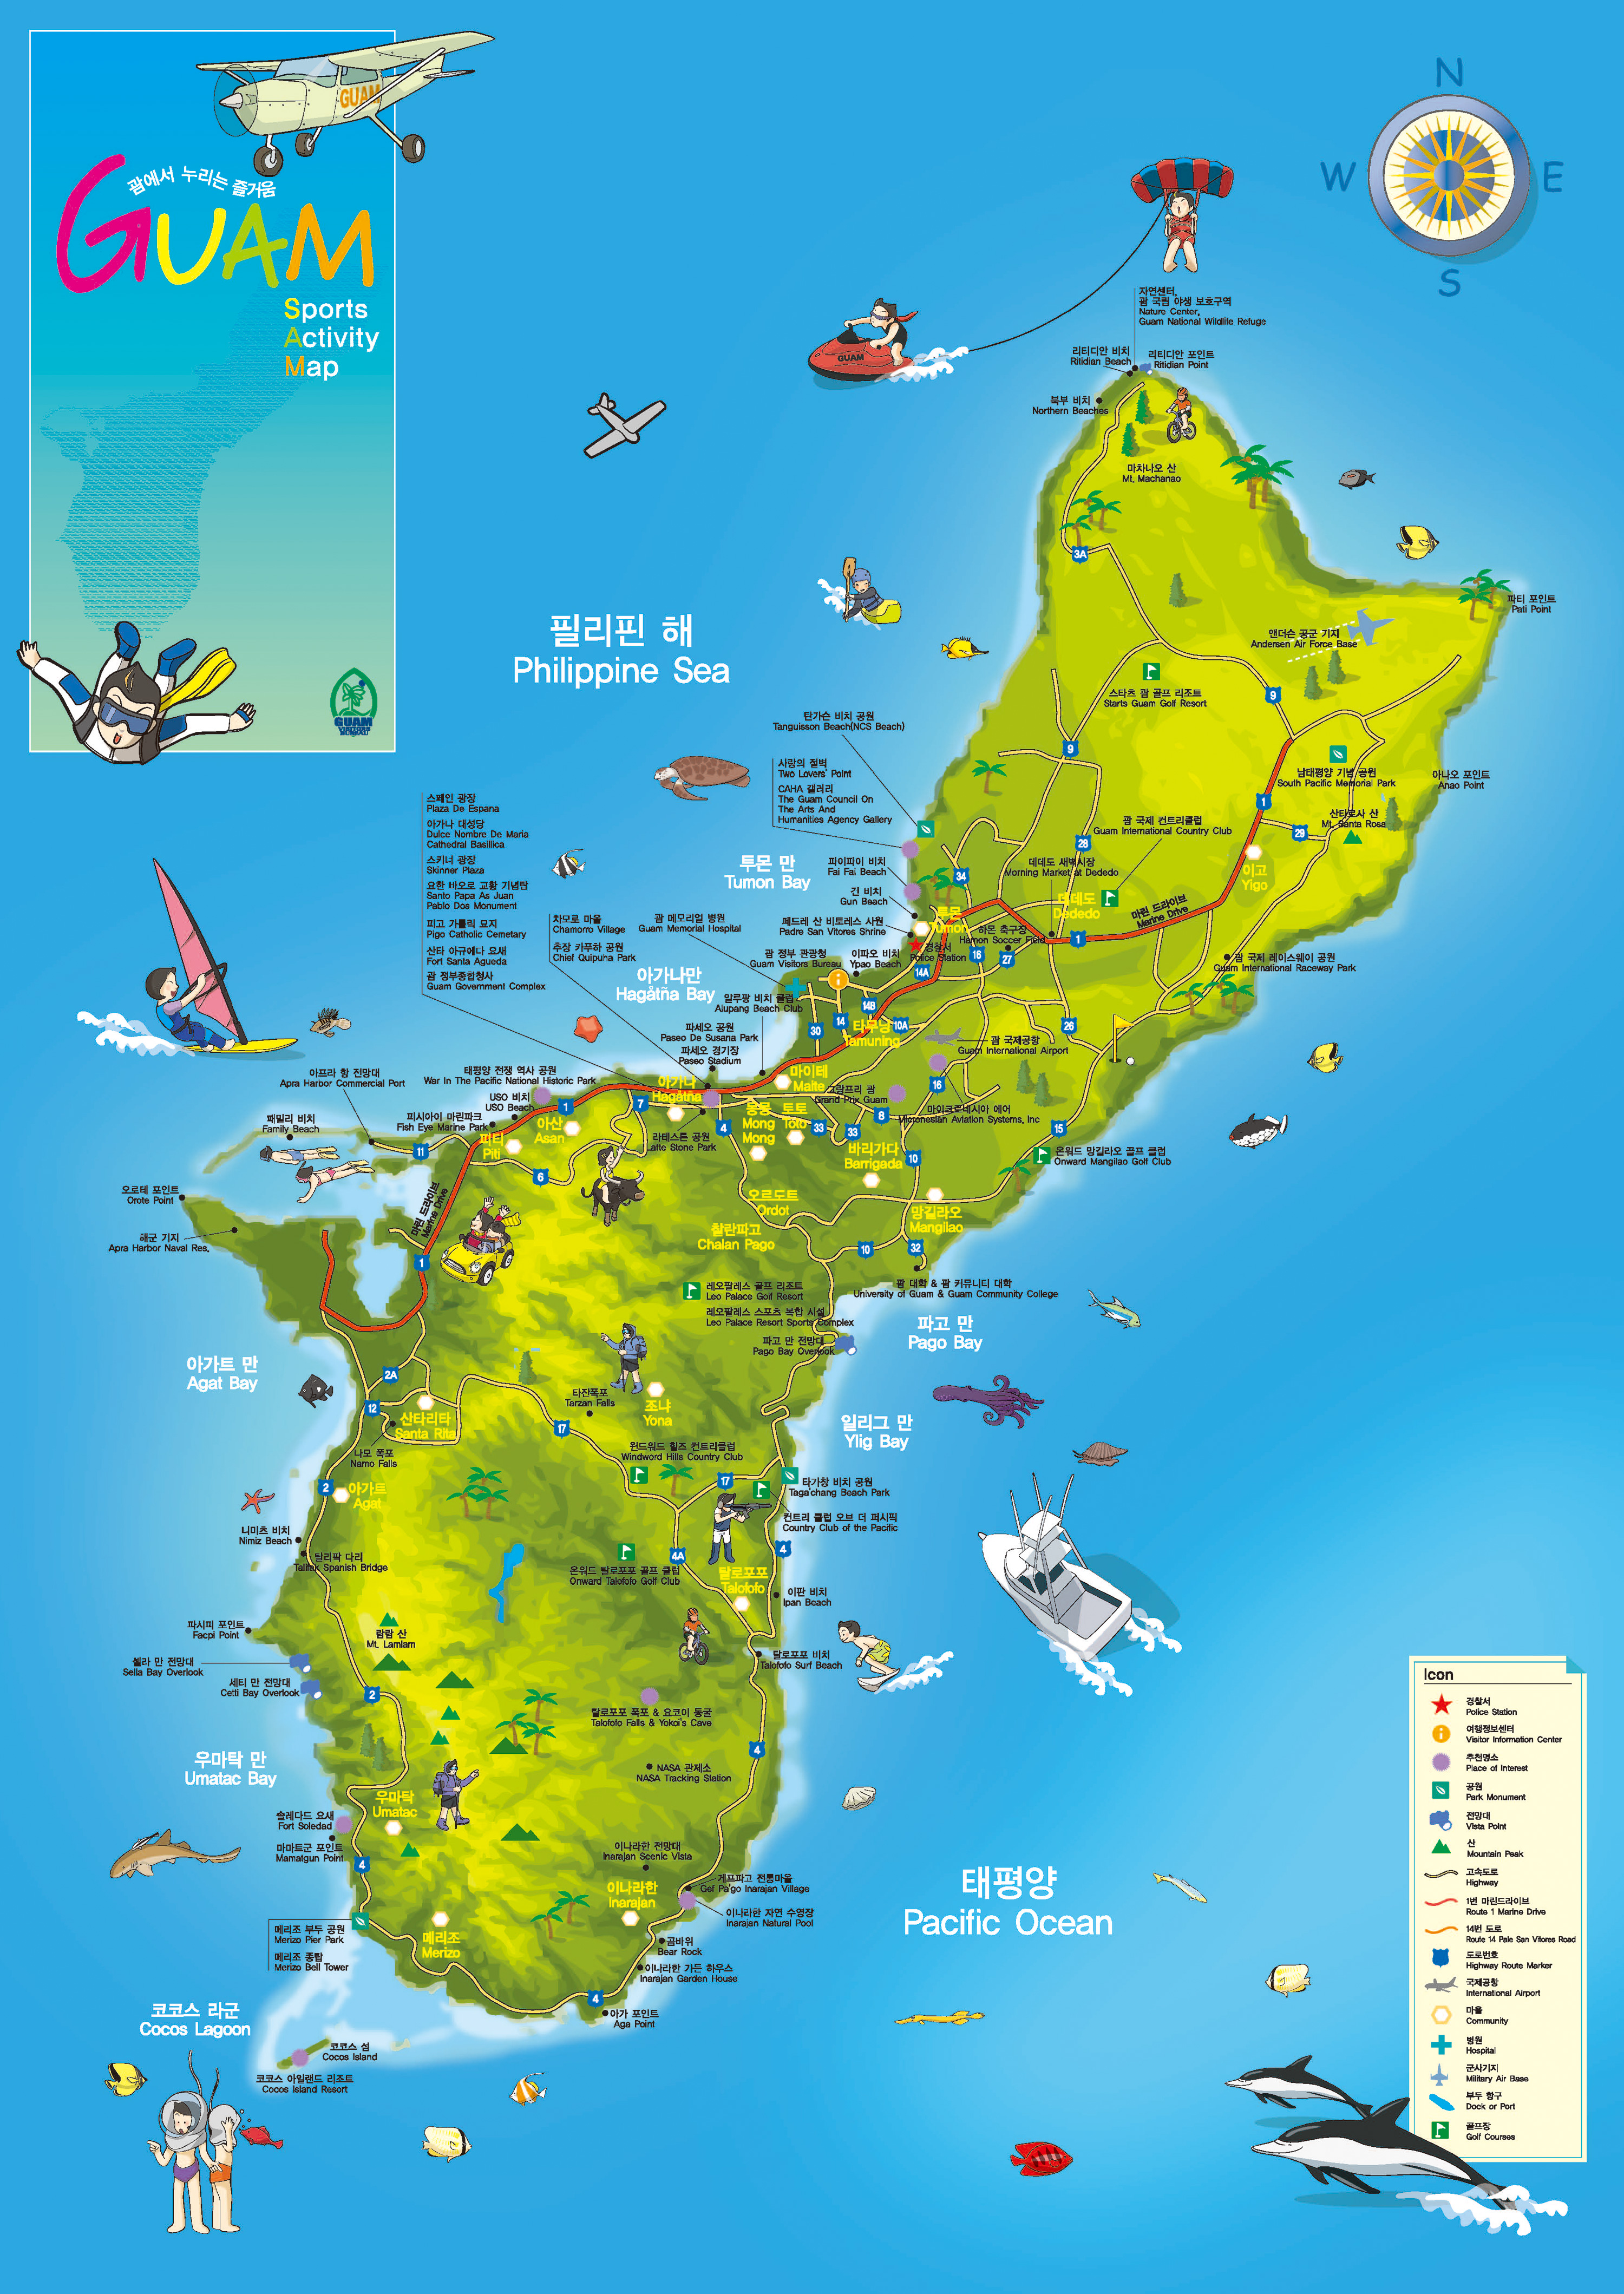 괌에서 누리는 즐거움
GUAM
Sports
Activity
Map
GUAM
GUAM
VISITORS
BUREAU
N
W
E
S
GUAM
자연센터,
괌 국립 야생 보호구역
Nature Center,
Guam National Wildlife Refuge
리티디안 비치
Ritidian Beach
리티디안 포인트
Ritidian Point
북부 비치
Northern Beaches
마차나오 산
Mt. Machanao
3A
파티 포인트
Pati Point
앤더슨 공군 기지
Andersen Air Force Base
필리핀 해
Philippine Sea
스타츠 괌 골프 리조트
Starts Guam Golf Resort
9
9
탄가슨 비치 공원
Tanguisson Beach(NCS Beach)
사랑의 절벽
Two Lovers' Point
CAHA 갤러리
The Guam Council On
The Arts And
Humanities Agency Gallery
남태평양 기념 공원
South Pacific Memorial Park
아나오 포인트
Anao Point
1
산타로사 산
Mt. Santa Rosa
29
괌 국제 컨트리클럽
Guam International Country Club
28
데데도 새벽시장
Morning Market at Dededo
이고
Yigo
데데도
Dededo
마린 드라이브
Marine Drive
1
34
스페인 광장
Plaza De Espana
아가나 대성당
Dulce Nombre De Maria
Cathedral Basillica
스키너 광장
Skinner Plaza
요한 바오로 교황 기념탑
Santo Papa As Juan
Pablo Dos Monument
피고 가톨릭 묘지
Pigo Catholic Cemetary
산타 아규에다 요새
Fort Santa Agueda
괌 정부종합청사
Guam Government Complex
투몬 만
Tumon Bay
파이파이 비치
Fai Fai Beach
건 비치
Gun Beach
페드레 산 비토레스 사원
Padre San Vitores Shrine
투몬
Tumon
하몬 축구장
Hamon Soccer Field
경찰서
Police Station
16
27
14A
괌 국제 레이스웨이 공원
Guam International Raceway Park
차모로 마을
Chamorro Village
추장 키푸하 공원
Chief Quipuha Park
괌 메모리얼 병원
Guam Memorial Hospital
괌 정부 관광청
Guam Visitors Bureau
이파오 비치
Ypao Beach
아가나만
Hagåtña Bay
알루팡 비치 클럽
Alupang Beach Club
14B
14
30
타무닝
Tamuning
10A
26
괌 국제공항
Guam International Airport
파세오 공원
Paseo De Susana Park
파세오 경기장
Paseo Stadium
아프라 항 전망대
Apra Harbor Commercial Port
태평양 전쟁 역사 공원
War In The Pacific National Historic Park
USO 비치
USO Beach
피시아이 마린파크
Fish Eye Marine Park
패밀리 비치
Family Beach
11
피티
Piti
1
아산
Asan
6
7
아가나
Hagåtña
4
라테스톤 공원
Latte Stone Park
마이테
Maite
몽몽
Mong
Mong
토토
Toto
33
33
8
그랑프리 괌
Grand Prix Guam
16
마이크로네시아 에어
Micronesian Aviation Systems, Inc
15
온워드 망길라오 골프 클럽
Onward Mangilao Golf Club
바리가다
Barrigada
10
오르도트
Ordot
찰란파고
Chalan Pago
망길라오
Mangilao
10
32
괌 대학 & 괌 커뮤니티 대학
University of Guam & Guam Community College
오로테 포인트
Orote Point
해군 기지
Apra Harbor Naval Res.
마린 드라이브
Marine Drive
1
레오팔레스 골프 리조트
Leo Palace Golf Resort
레오팔레스 스포츠 복합 시설
Leo Palace Resort Sports Complex
파고 만 전망대
Pago Bay Overlook
파고 만
Pago Bay
아가트 만
Agat Bay
2A
12
산타리타
Santa Rita
나모 폭포
Namo Falls
타잔폭포
Tarzan Falls
17
조냐
Yona
일리그 만
Ylig Bay
윈드워드 힐즈 컨트리클럽
Windword Hills Country Club
17
타가창 비치 공원
Taga'chang Beach Park
컨트리 클럽 오브 더 퍼시픽
Country Club of the Pacific
2
아가트
Agat
니미츠 비치
Nimiz Beach
탈리팍 다리
Talifak Spanish Bridge
온워드 탈로포포 골프 클럽
Onward Talofofo Golf Club
4A
4
탈로포포
Talofofo
이판 비치
Ipan Beach
파시피 포인트
Facpi Point
람람 산
Mt. Lamlam
셀라 만 전망대
Sella Bay Overlook
세티 만 전망대
Cetti Bay Overlook
2
탈로포포 비치
Talofofo Surf Beach
탈로포포 폭포 & 요코이 동굴
Talofofo Falls & Yokoi's Cave
4
NASA 관제소
NASA Tracking Station
우마탁 만
Umatac Bay
우마탁
Umatac
솔레다드 요새
Fort Soledad
마마트군 포인트
Mamatgun Point
4
이나라한 전망대
Inarajan Scenic Vista
이나라한
Inarajan
게프파고 전통마을
Gef Pa'go Inarajan Village
이나라한 자연 수영장
Inarajan Natural Pool
곰바위
Bear Rock
이나라한 가든 하우스
Inarajan Garden House
메리조 부두 공원
Merizo Pier Park
메리조 종탑
Merizo Bell Tower
메리조
Merizo
4
아가 포인트
Aga Point
태평양
Pacific Ocean
코코스 라군
Cocos Lagoon
코코스 섬
Cocos Island
코코스 아일랜드 리조트
Cocos Island Resort
Icon
경찰서
Police Station
여행정보센터
Visitor Information Center
추천명소
Place of Interest
공원
Park Monument
전망대
Vista Point
산
Mountain Peak
고속도로
Highway
1번 마린드라이브
Route 1 Marine Drive
14번 도로
Route 14 Pale San Vitores Road
도로번호
Highway Route Marker
국제공항
International Airport
마을
Community
병원
Hospital
군사기지
Military Air Base
부두 항구
Dock or Port
골프장
Golf Courses